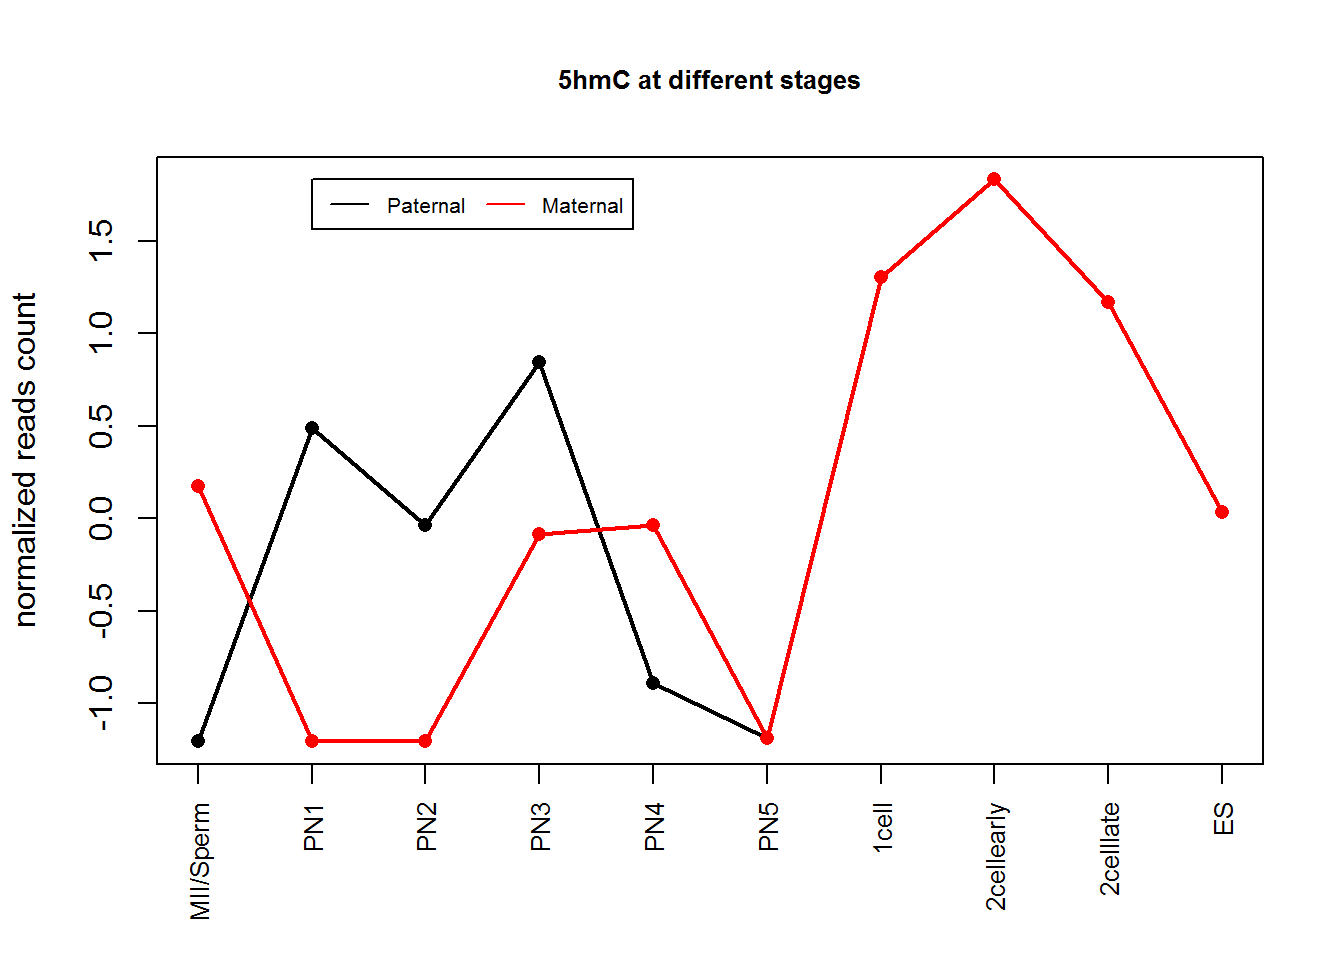 5hmC at different stages
Paternal
Maternal
normalized reads count
1.5
1.0
0.5
0.0
-0.5
-1.0
MII/Sperm
PN1
PN2
PN3
PN4
PN5
1cell
2cellearly
2celllate
ES